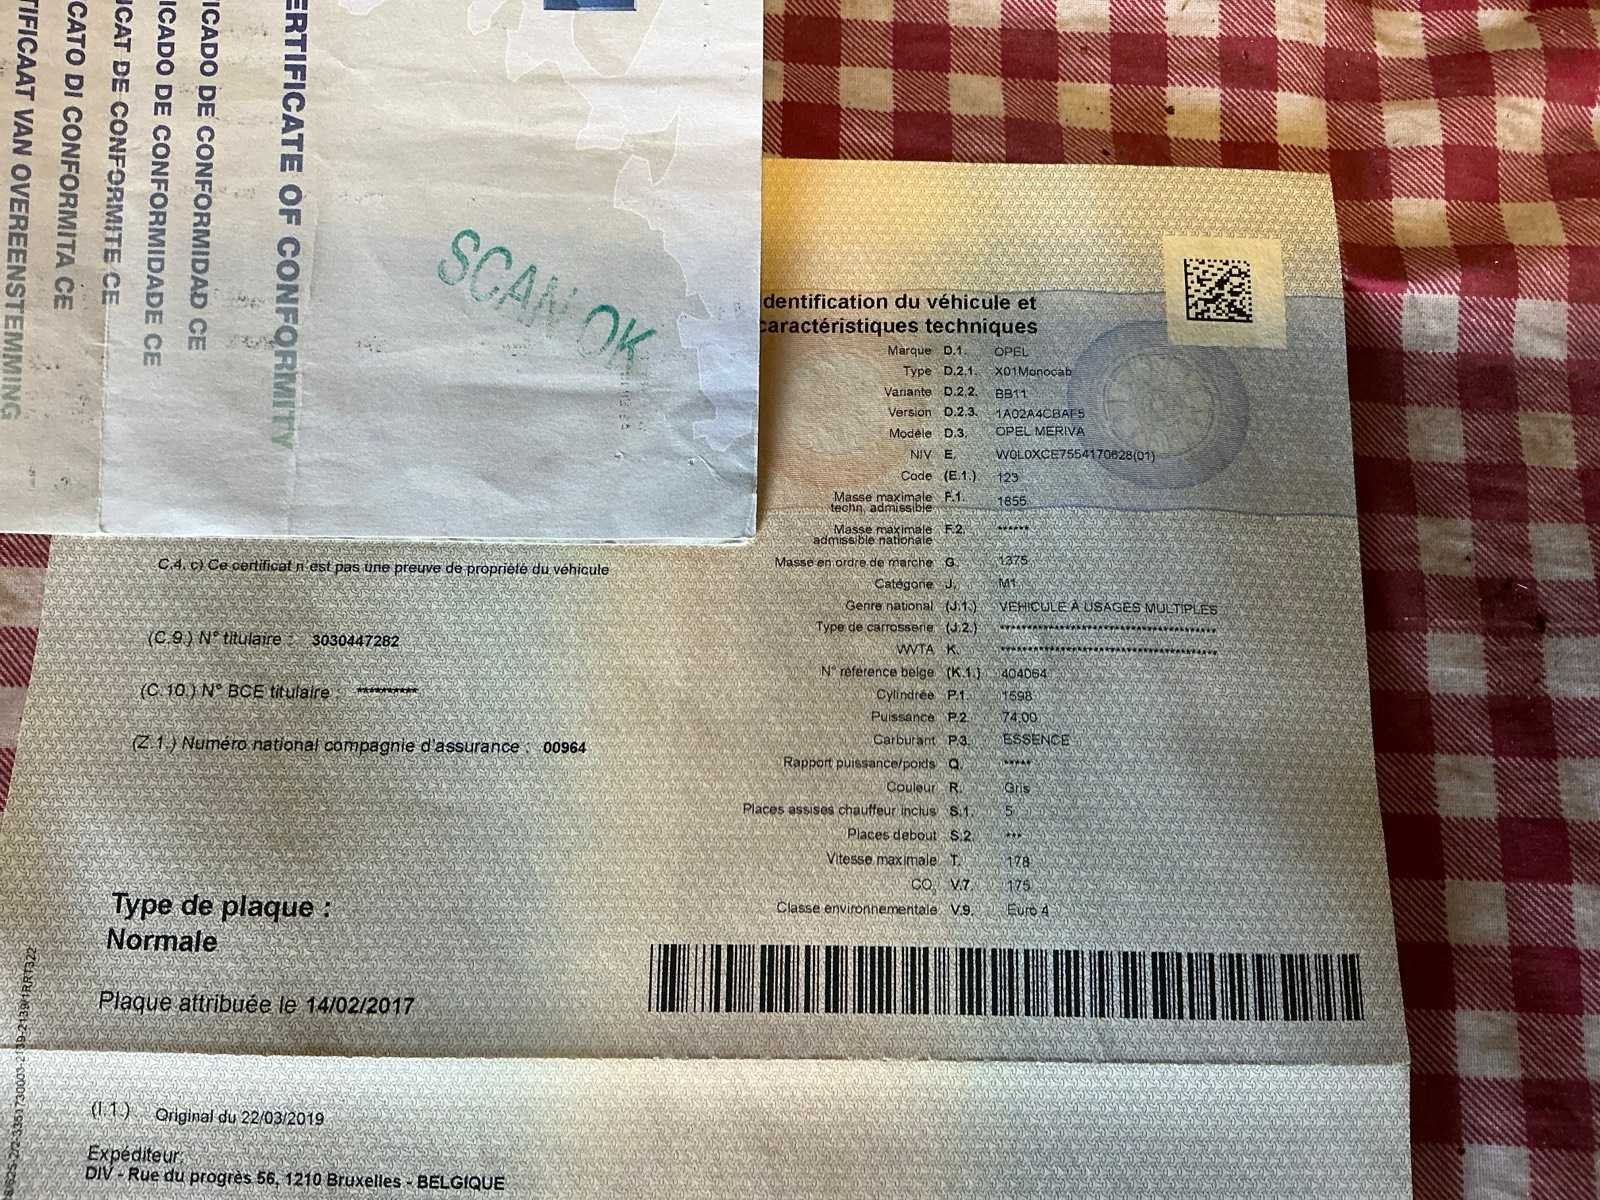 ERTIFICATE OF CONFORMITY
ICADO DE CONFORMIDAD CE
ICADO DE CONFORMIDADE CE
ICAT DE CONFORMITE CE
CATO DI CONFORMITA CE
TIFICAAT VAN OVEREENSTEMMING
SCAN OK
dentification du véhicule et
caractéristiques techniques
Marque D.1. OPEL
Type D.2.1. X01Monocab
Variante D.2.2. BB11
Version D.2.3. 1A02A4CBAF5
Modèle D.3. OPEL MERIVA
NIV E. W0L0XCE7554170628(01)
Code (E.1.) 123
Masse maximale techn. admissible F.1. 1855
Masse maximale admissible nationale F.2. ******
Masse en ordre de marche G. 1375
Catégorie J. M1
Genre national (J.1.) VEHICULE À USAGES MULTIPLES
Type de carrosserie (J.2.) ****************************************
WVTA K. ****************************************
N° référence belge (K.1.) 404064
Cylindrée P.1. 1598
Puissance P.2. 74,00
Carburant P.3. ESSENCE
Rapport puissance/poids Q. *****
Couleur R. Gris
Places assises chauffeur inclus S.1. 5
Places debout S.2. ***
Vitesse maximale T. 178
CO₂ V.7. 175
Classe environnementale V.9. Euro 4
C.4. c) Ce certificat n'est pas une preuve de propriété du véhicule
(C.9.) N° titulaire : 3030447282
(C.10.) N° BCE titulaire : **********
(Z.1.) Numéro national compagnie d'assurance : 00964
Type de plaque :
Normale
Plaque attribuée le 14/02/2017
(I.1.) Original du 22/03/2019
Expéditeur:
DIV - Rue du progrès 56, 1210 Bruxelles - BELGIQUE